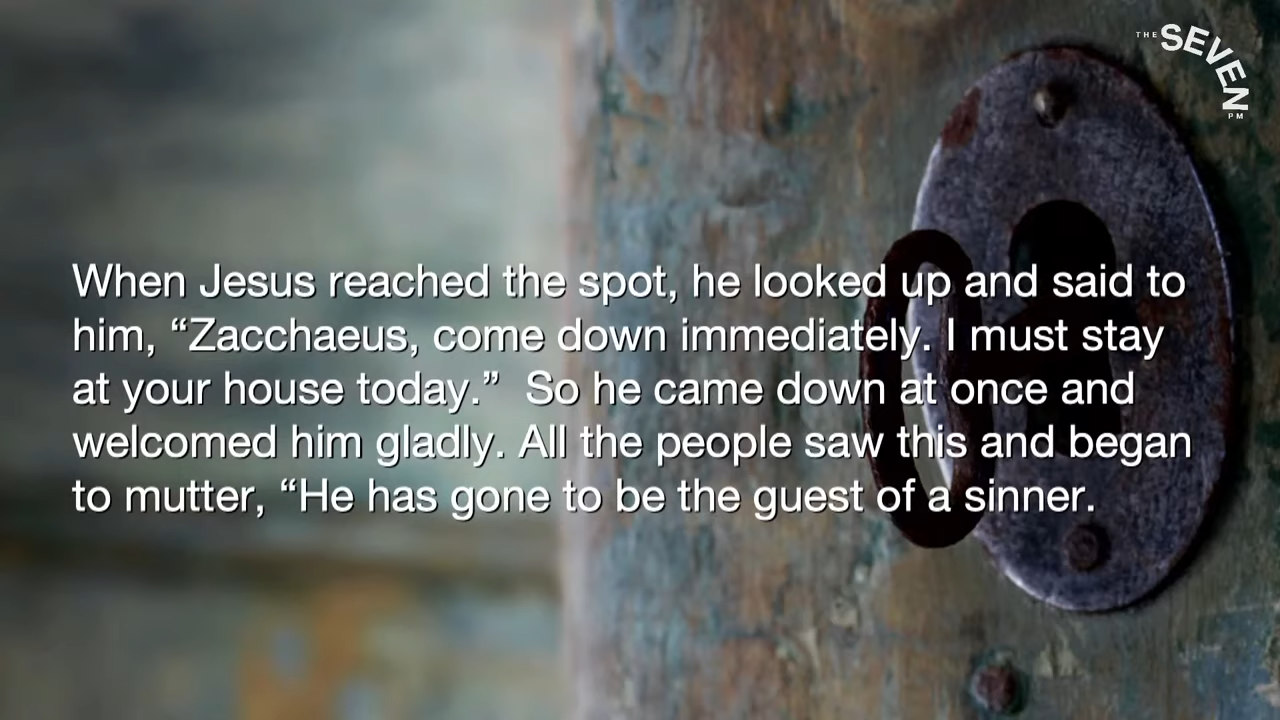 THE SEVEN PM
When Jesus reached the spot, he looked up and said to
him, “Zacchaeus, come down immediately. I must stay
at your house today.”  So he came down at once and
welcomed him gladly. All the people saw this and began
to mutter, “He has gone to be the guest of a sinner.